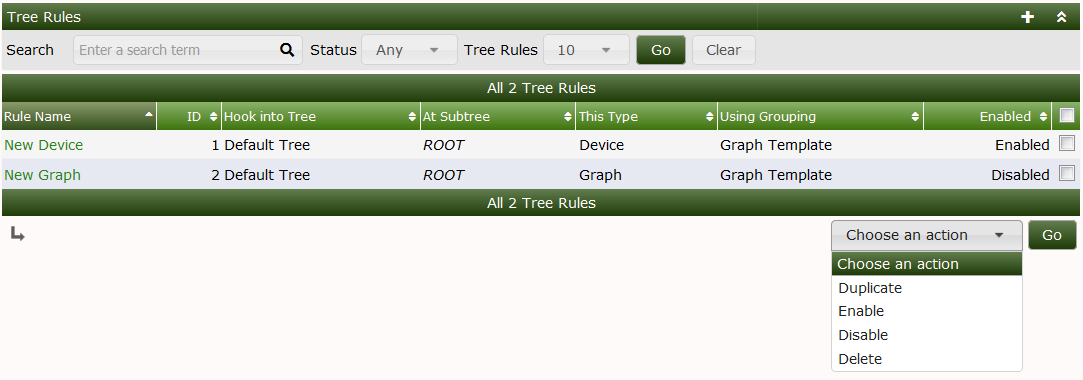 Tree Rules
Search Enter a search term Status Any Tree Rules 10 Go Clear
All 2 Tree Rules
Rule Name ID Hook into Tree At Subtree This Type Using Grouping Enabled
New Device 1 Default Tree ROOT Device Graph Template Enabled
New Graph 2 Default Tree ROOT Graph Graph Template Disabled
All 2 Tree Rules
Choose an action Go
Choose an action
Duplicate
Enable
Disable
Delete